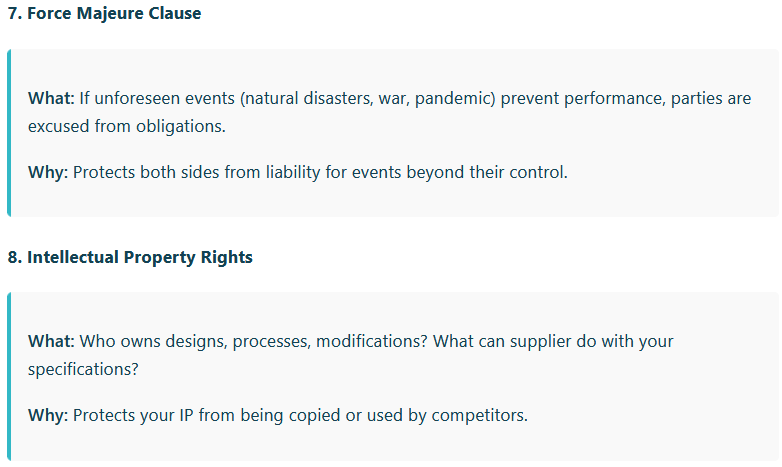 7. Force Majeure Clause
What: If unforeseen events (natural disasters, war, pandemic) prevent performance, parties are
excused from obligations.
Why: Protects both sides from liability for events beyond their control.
8. Intellectual Property Rights
What: Who owns designs, processes, modifications? What can supplier do with your
specifications?
Why: Protects your IP from being copied or used by competitors.